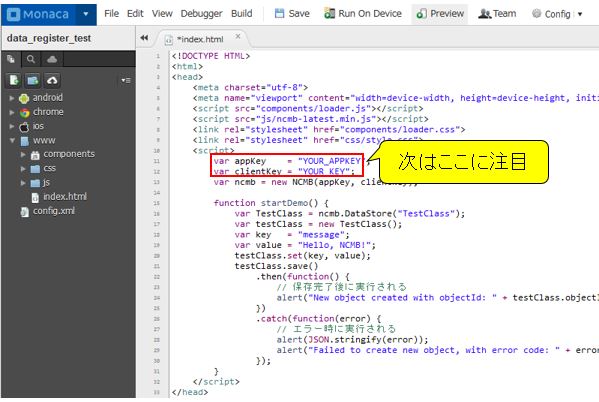 MONACA File Edit View Debugger Build Save Run On Device Preview Team Config
data_register_test
*index.html
android
chrome
ios
www
components
css
js
index.html
config.xml
1 <!DOCTYPE HTML>
2 <html>
3 <head>
4 <meta charset="utf-8">
5 <meta name="viewport" content="width=device-width, height=device-height, initi
6 <script src="components/loader.js"></script>
7 <script src="js/ncmb-latest.min.js"></script>
8 <link rel="stylesheet" href="components/loader.css">
9 <link rel="stylesheet" href="css/style.css">
10 <script>
11 var appKey = "YOUR_APPKEY";
12 var clientKey = "YOUR_KEY";
次はここに注目
13 var ncmb = new NCMB(appKey,
14
15 function startDemo() {
16 var TestClass = ncmb.DataStore("TestClass");
17 var testClass = new TestClass();
18 var key = "message";
19 var value = "Hello, NCMB!";
20 testClass.set(key, value);
21 testClass.save()
22 .then(function() {
23 // 保存完了後に実行される
24 alert("New object created with objectId: " + testClass.objectI
25 })
26 .catch(function(error) {
27 // エラー時に実行される
28 alert(JSON.stringify(error));
29 alert("Failed to create new object, with error code: " + error
30 });
31 }
32 </script>
33 </head>